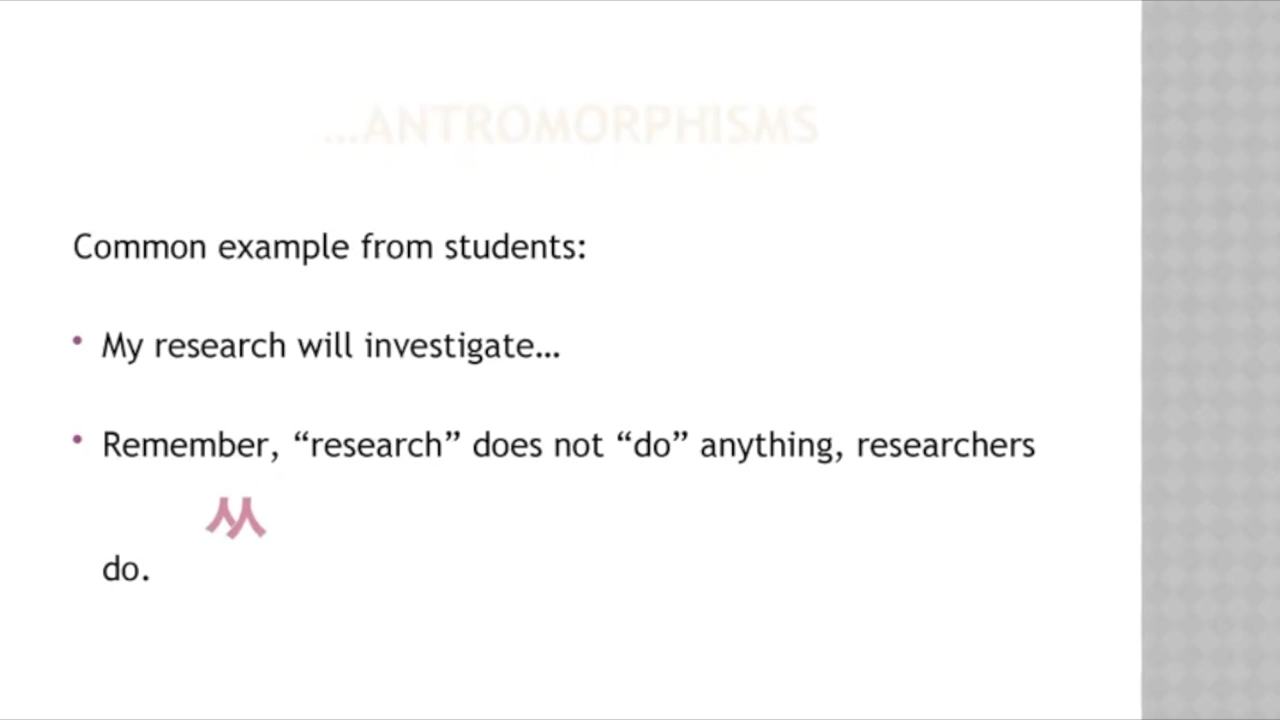 …ANTROMORPHISMS
Common example from students:
• My research will investigate…
• Remember, “research” does not “do” anything, researchers
do.